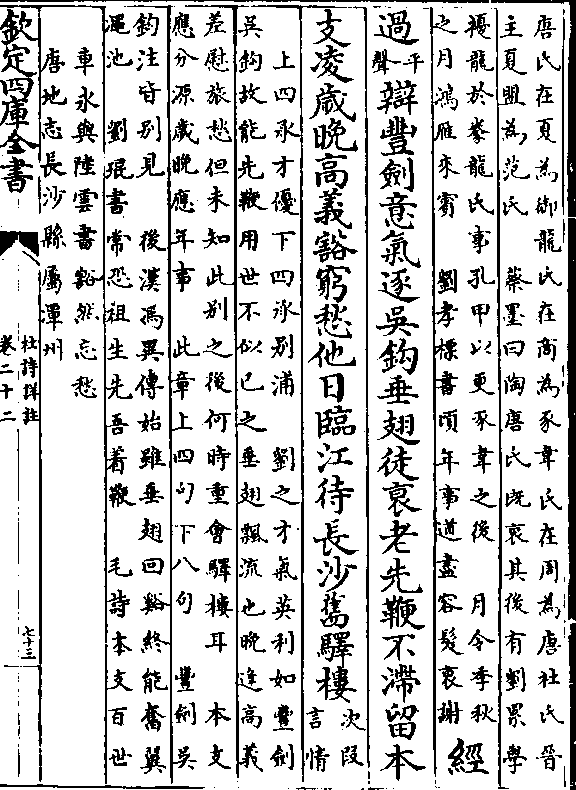 唐氏在夏為御龍氏在商為豕韋氏在周為唐杜氏晉
主夏盟為范氏　蔡墨曰陶唐氏既衰其後有劉累學
擾龍於豢龍氏事孔甲以更豕韋之後　月令季秋
之月鴻雁來賓　劉孝標書頃年事遒盡容髮衰謝
經
過平聲辯豐劍意氣逐吳鈎垂翅徒衰老先鞭不滯留本
支凌歲晚高義豁窮愁他日臨江待長沙舊驛樓次段言情
上四承才優下四承别浦　劉之才氣英利如豐劍
吳鈎故能先鞭用世不似已之垂翅飄流也晚逢高義
差慰旅愁但未知此别之後何時重會驛樓耳　本支
應分源歲晚應年事　此章上四句下八句　豐劍吳
鈎注皆别見　後漢馮異傳始雖垂翅回谿終能奮翼
澠池　劉琨書常恐祖生先吾着鞭　毛詩本支百世
車永與陸雲書豁然忘愁
唐地志長沙縣屬潭州
欽定四庫全書
杜詩詳註
卷二十二
七十三